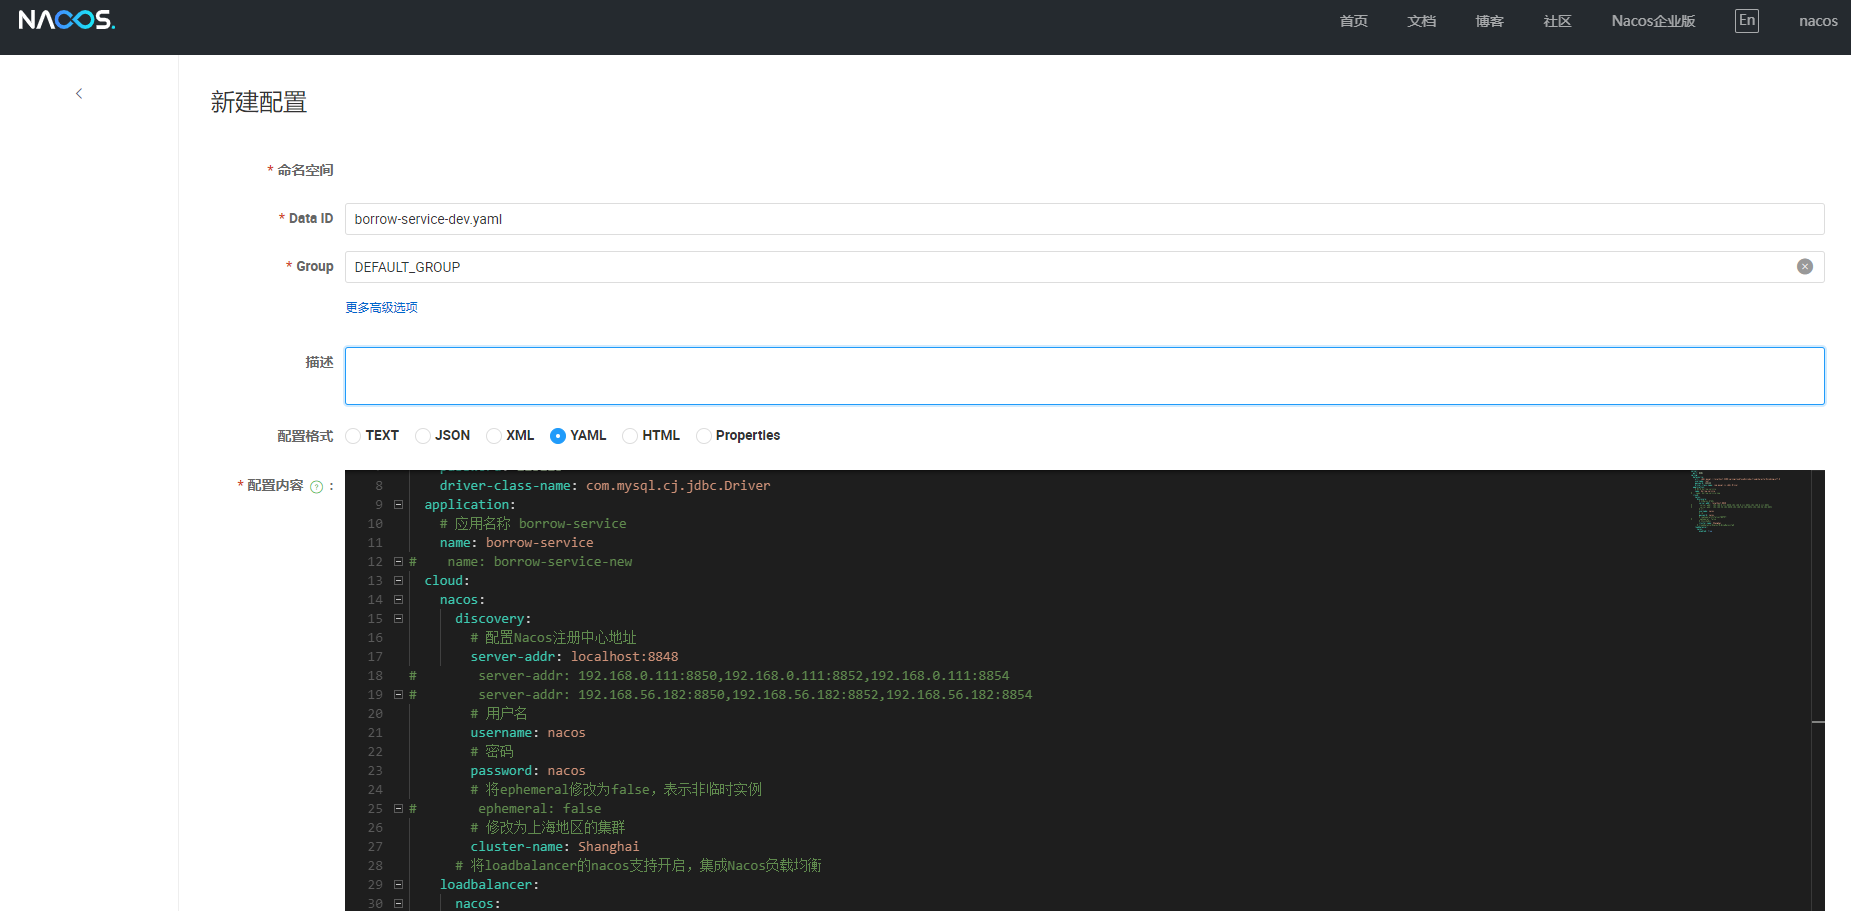 NACOS.
首页 文档 博客 社区 Nacos企业版 En nacos
新建配置
* 命名空间
* Data ID borrow-service-dev.yaml
* Group DEFAULT_GROUP
更多高级选项
描述
配置格式 TEXT JSON XML YAML HTML Properties
* 配置内容 ? :
8 driver-class-name: com.mysql.cj.jdbc.Driver
9 application:
10 # 应用名称 borrow-service
11 name: borrow-service
12 # name: borrow-service-new
13 cloud:
14 nacos:
15 discovery:
16 # 配置Nacos注册中心地址
17 server-addr: localhost:8848
18 # server-addr: 192.168.0.111:8850,192.168.0.111:8852,192.168.0.111:8854
19 # server-addr: 192.168.56.182:8850,192.168.56.182:8852,192.168.56.182:8854
20 # 用户名
21 username: nacos
22 # 密码
23 password: nacos
24 # 将ephemeral修改为false，表示非临时实例
25 # ephemeral: false
26 # 修改为上海地区的集群
27 cluster-name: Shanghai
28 # 将loadbalancer的nacos支持开启，集成Nacos负载均衡
29 loadbalancer:
30 nacos: